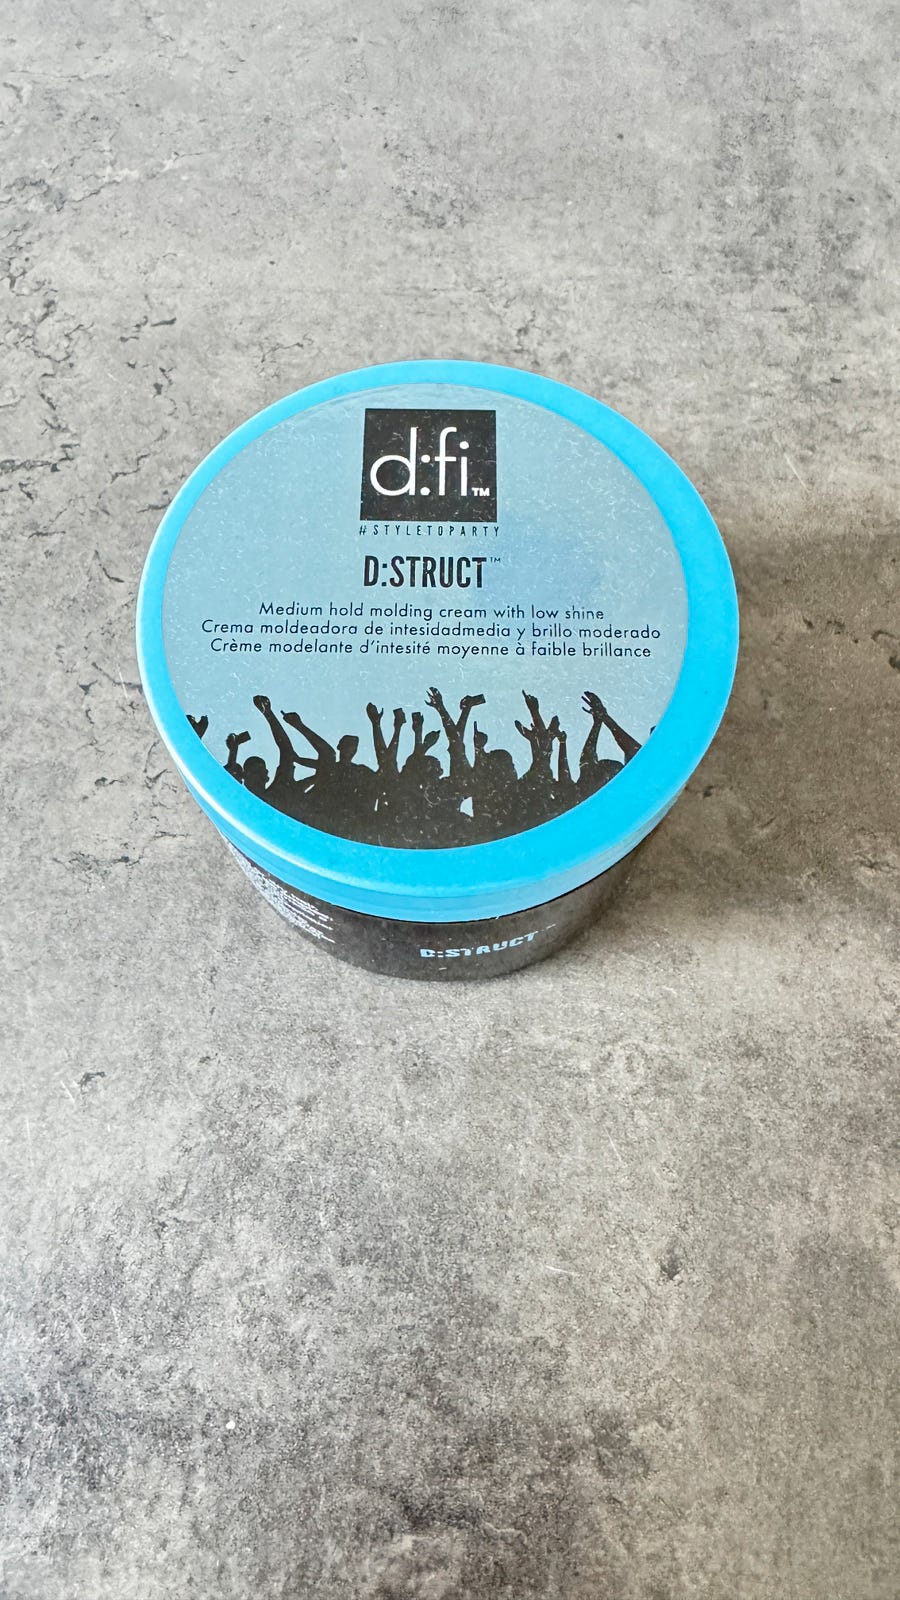 d:fi™
#STYLETOPARTY
D:STRUCT™
Medium hold molding cream with low shine
Crema moldeadora de intesidadmedia y brillo moderado
Crème modelante d'intesité moyenne à faible brillance
D:STRUCT™